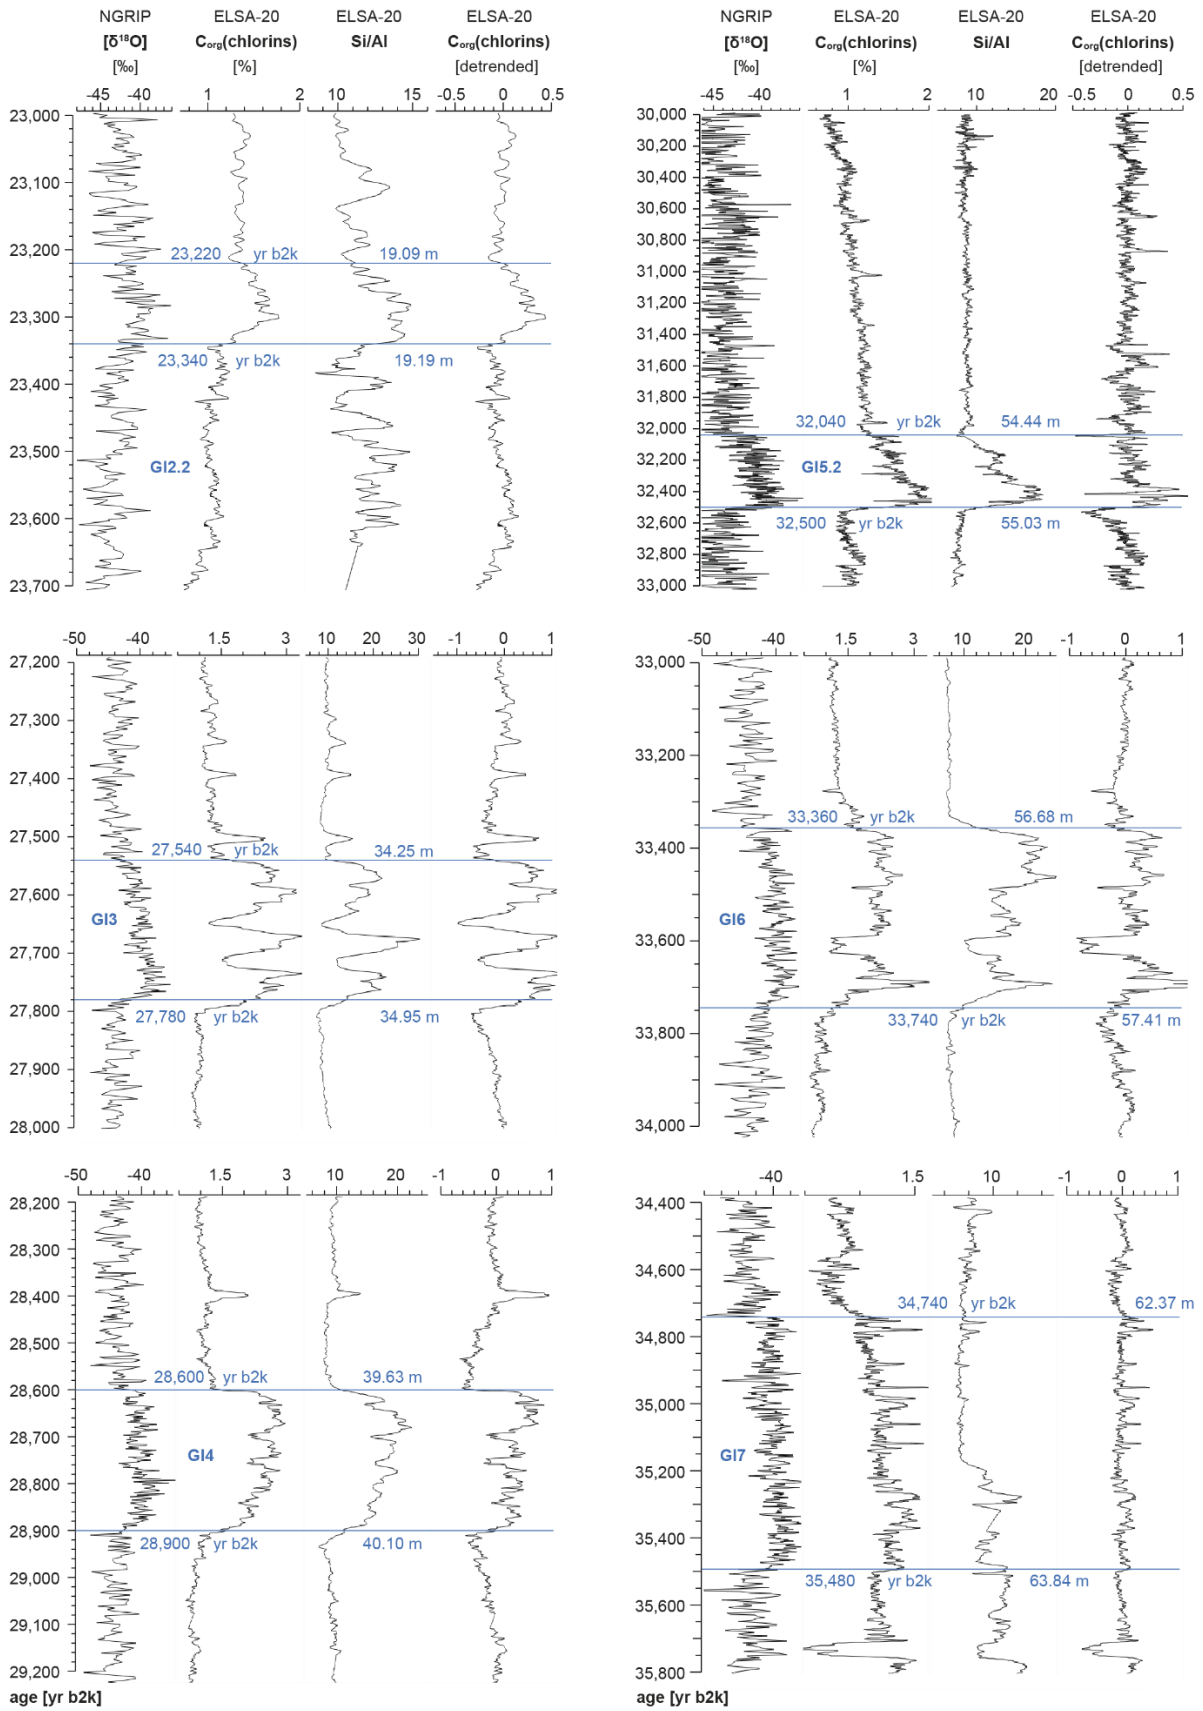 NGRIP ELSA-20 ELSA-20 ELSA-20
[δ¹⁸O] Corg(chlorins) Si/Al Corg(chlorins)
[‰] [%] [detrended]
-45 -40 1 2 10 15 -0.5 0 0.5
23,000
23,100
23,200
23,220 yr b2k 19.09 m
23,300
23,340 yr b2k 19.19 m
23,400
23,500
GI2.2
23,600
23,700
-50 -40 1.5 3 10 20 30 -1 0 1
27,200
27,300
27,400
27,500
27,540 yr b2k 34.25 m
27,600
GI3
27,700
27,800
27,780 yr b2k 34.95 m
27,900
28,000
-50 -40 1.5 3 10 20 -1 0 1
28,200
28,300
28,400
28,500
28,600 yr b2k 39.63 m
28,600
28,700
GI4
28,800
28,900
28,900 yr b2k 40.10 m
29,000
29,100
29,200
age [yr b2k]
NGRIP ELSA-20 ELSA-20 ELSA-20
[δ¹⁸O] Corg(chlorins) Si/Al Corg(chlorins)
[‰] [%] [detrended]
-45 -40 1 2 10 20 -0.5 0 0.5
30,000
30,200
30,400
30,600
30,800
31,000
31,200
31,400
31,600
31,800
32,040 yr b2k 54.44 m
32,000
32,200
GI5.2
32,400
32,500 yr b2k 55.03 m
32,600
32,800
33,000
-50 -40 1.5 3 10 20 -1 0 1
33,000
33,200
33,360 yr b2k 56.68 m
33,400
GI6
33,600
33,740 yr b2k 57.41 m
33,800
34,000
-40 1.5 10 -1 0 1
34,400
34,600
34,740 yr b2k 62.37 m
34,800
35,000
GI7
35,200
35,400
35,480 yr b2k 63.84 m
35,600
35,800
age [yr b2k]